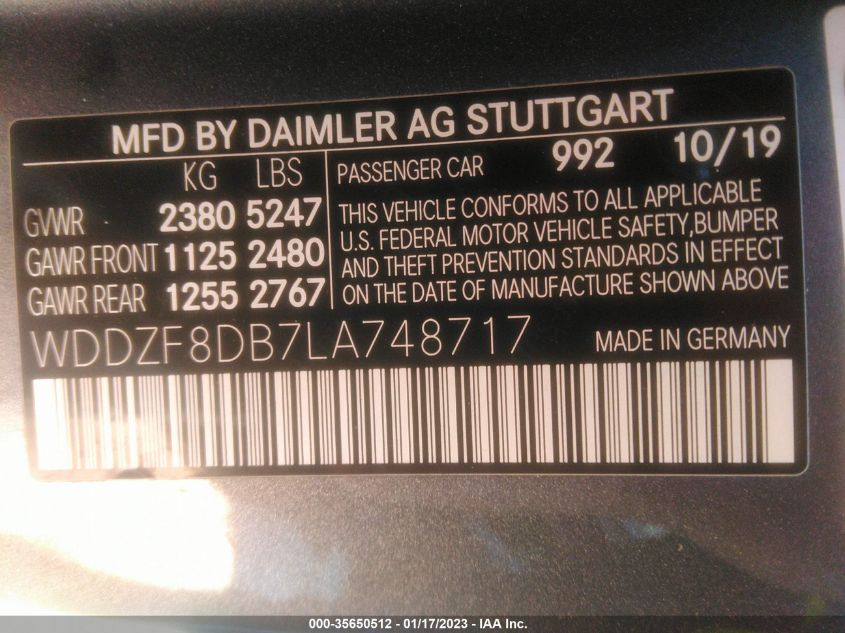 MFD BY DAIMLER AG STUTTGART
KG LBS
GVWR 2380 5247
GAWR FRONT 1125 2480
GAWR REAR 1255 2767
PASSENGER CAR 992 10/19
THIS VEHICLE CONFORMS TO ALL APPLICABLE
U.S. FEDERAL MOTOR VEHICLE SAFETY,BUMPER
AND THEFT PREVENTION STANDARDS IN EFFECT
ON THE DATE OF MANUFACTURE SHOWN ABOVE
WDDZF8DB7LA748717 MADE IN GERMANY
000-35650512 - 01/17/2023 - IAA Inc.